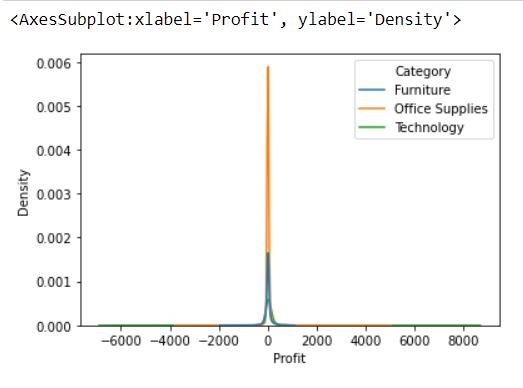 <AxesSubplot:xlabel='Profit', ylabel='Density'>
Category
Furniture
Office Supplies
Technology
0.006
0.005
0.004
0.003
0.002
0.001
0.000
Density
−6000 −4000 −2000 0 2000 4000 6000 8000
Profit